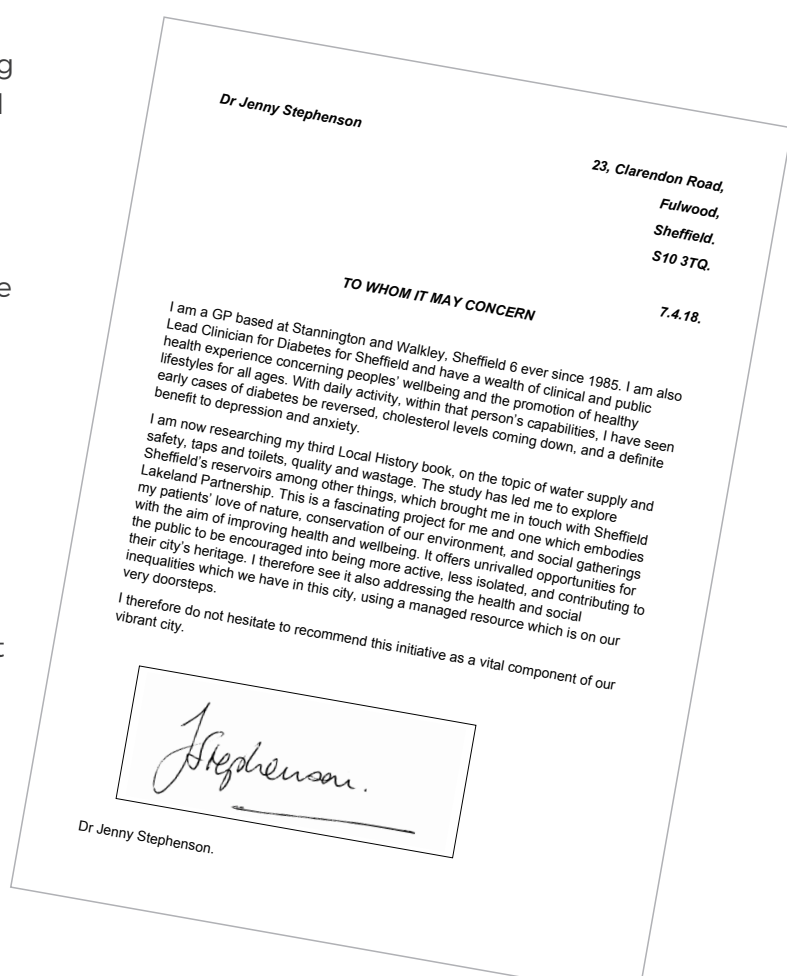 g
e
Dr Jenny Stephenson
23, Clarendon Road,
Fulwood,
Sheffield.
S10 3TQ.
7.4.18.
TO WHOM IT MAY CONCERN
I am a GP based at Stannington and Walkley, Sheffield 6 ever since 1985. I am also
Lead Clinician for Diabetes for Sheffield and have a wealth of clinical and public
health experience concerning peoples' wellbeing and the promotion of healthy
lifestyles for all ages. With daily activity, within that person's capabilities, I have seen
early cases of diabetes be reversed, cholesterol levels coming down, and a definite
benefit to depression and anxiety.
I am now researching my third Local History book, on the topic of water supply and
safety, taps and toilets, quality and wastage. The study has led me to explore
Sheffield's reservoirs among other things, which brought me in touch with Sheffield
Lakeland Partnership. This is a fascinating project for me and one which embodies
my patients' love of nature, conservation of our environment, and social gatherings
with the aim of improving health and wellbeing. It offers unrivalled opportunities for
the public to be encouraged into being more active, less isolated, and contributing to
their city's heritage. I therefore see it also addressing the health and social
inequalities which we have in this city, using a managed resource which is on our
very doorsteps.
I therefore do not hesitate to recommend this initiative as a vital component of our
vibrant city.
JStephenson.
Dr Jenny Stephenson.